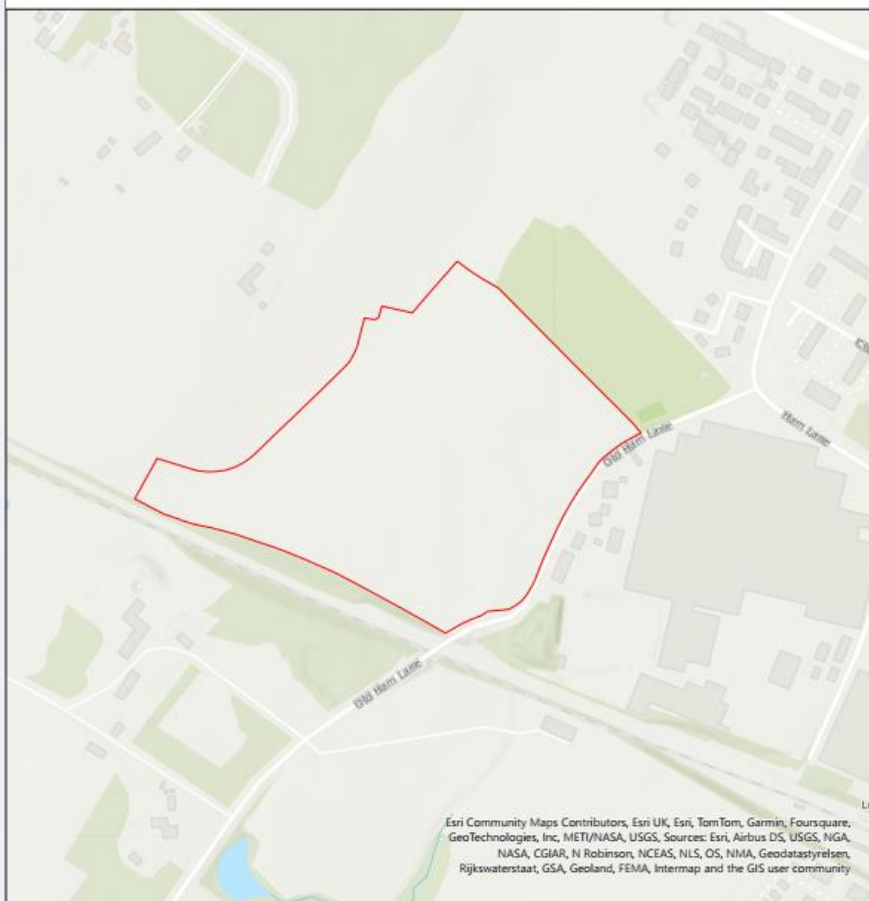 Ham Lane
Old Ham Lane
Old Ham Lane
Esri Community Maps Contributors, Esri UK, Esri, TomTom, Garmin, Foursquare,
GeoTechnologies, Inc, METI/NASA, USGS, Sources: Esri, Airbus DS, USGS, NGA,
NASA, CGIAR, N Robinson, NCEAS, NLS, OS, NMA, Geodatastyrelsen,
Rijkswaterstaat, GSA, Geoland, FEMA, Intermap and the GIS user community